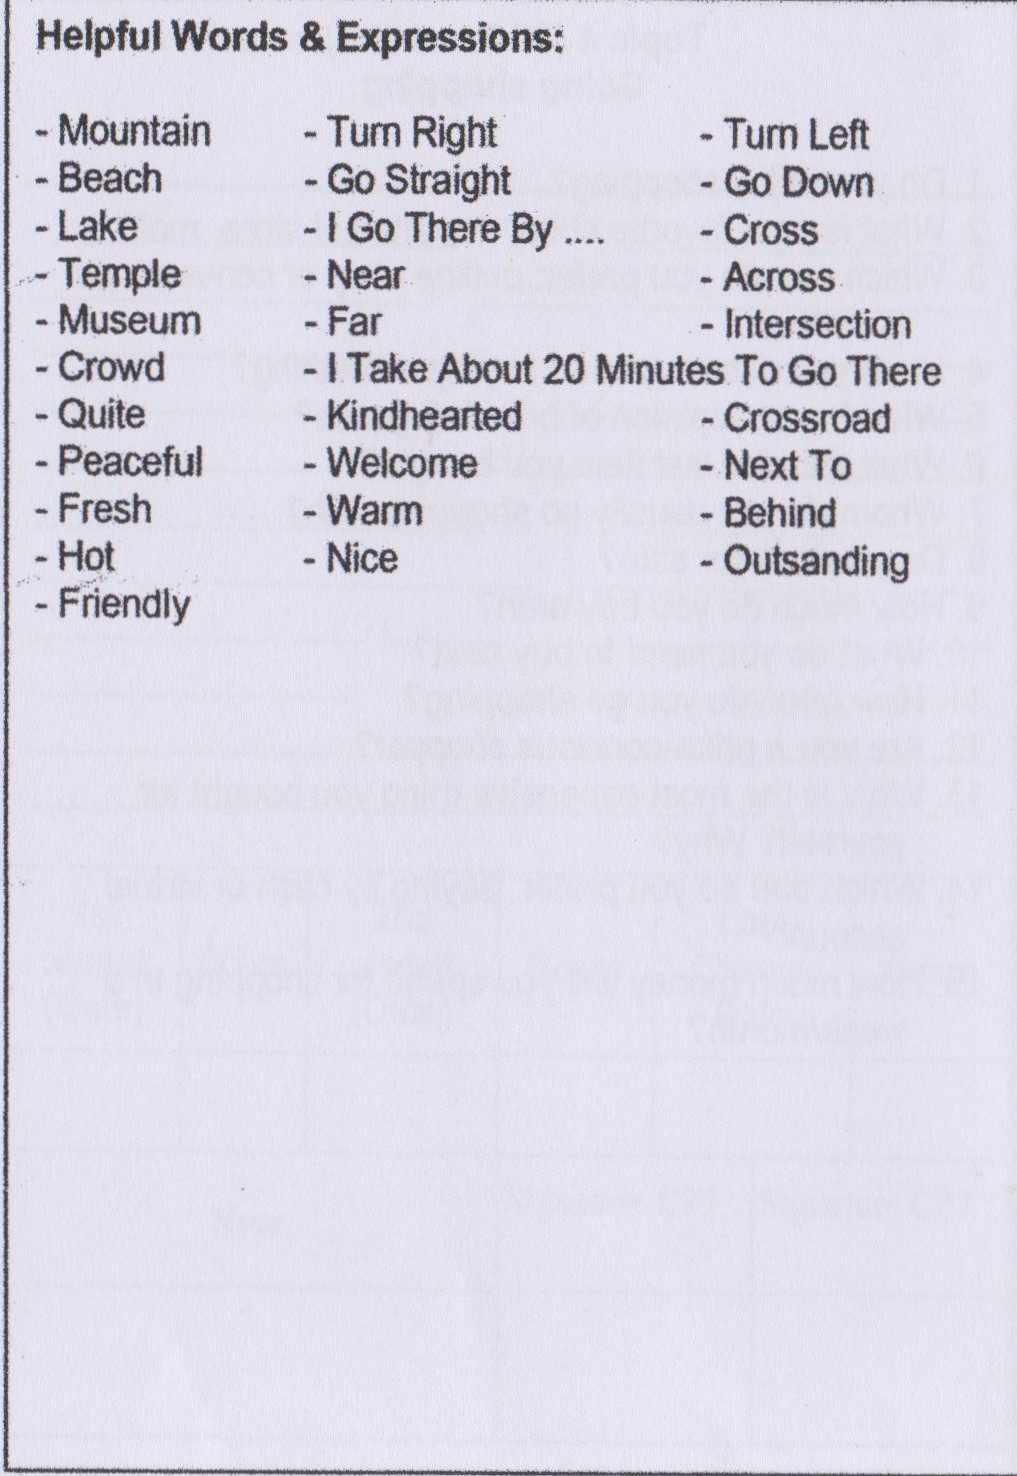 Helpful Words & Expressions:
- Mountain - Turn Right - Turn Left
- Beach - Go Straight - Go Down
- Lake - I Go There By .... - Cross
- Temple - Near - Across
- Museum - Far - Intersection
- Crowd - I Take About 20 Minutes To Go There
- Quite - Kindhearted - Crossroad
- Peaceful - Welcome - Next To
- Fresh - Warm - Behind
- Hot - Nice - Outsanding
- Friendly